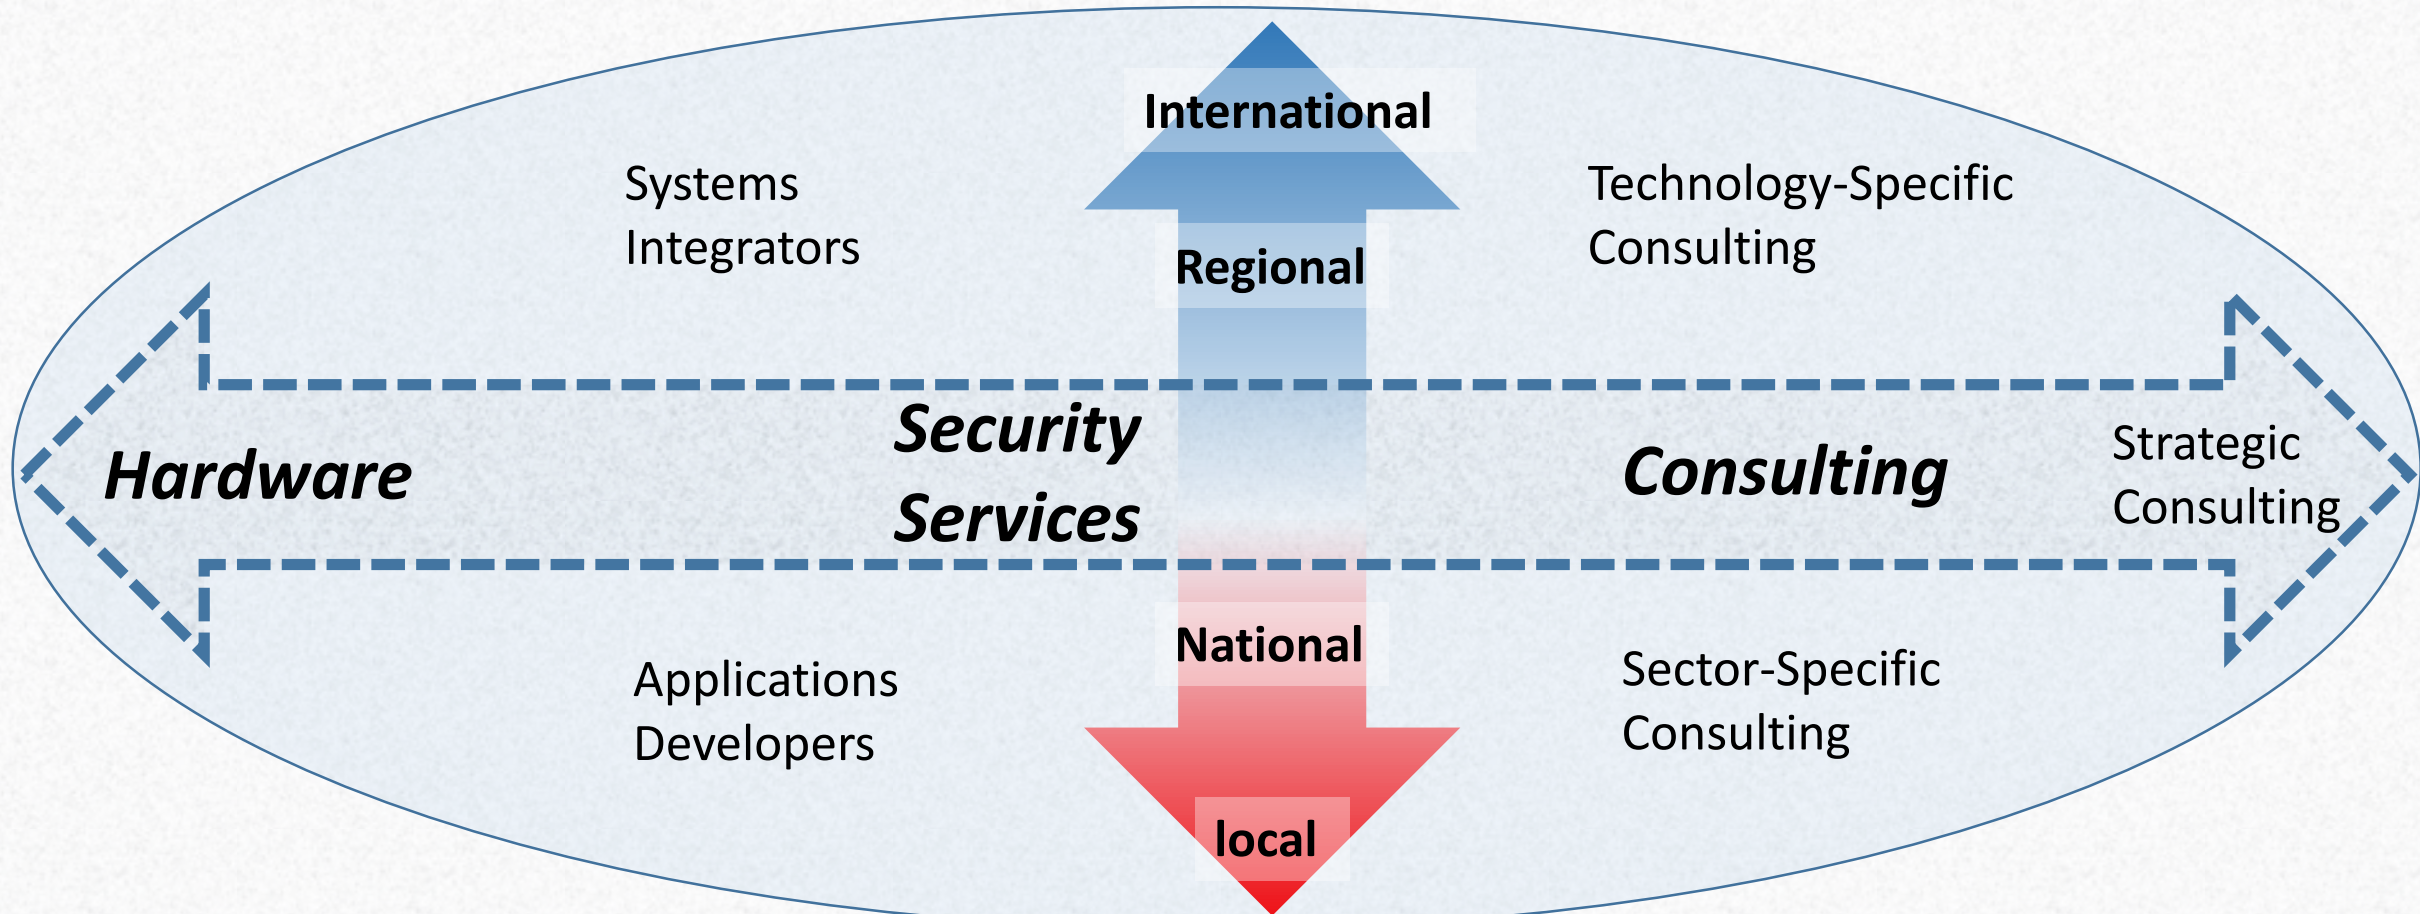 International
Systems
Integrators
Technology-Specific
Consulting
Regional
Hardware
Security
Services
Consulting
Strategic
Consulting
National
Applications
Developers
Sector-Specific
Consulting
local